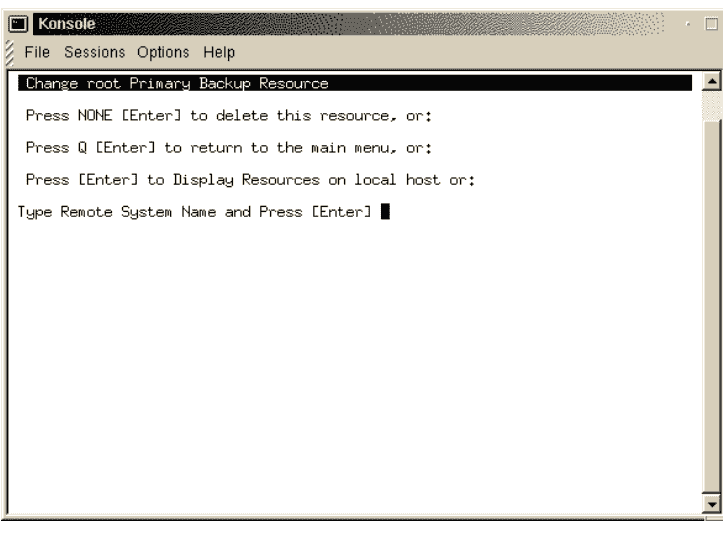 Konsole
File Sessions Options Help
Change root Primary Backup Resource
Press NONE [Enter] to delete this resource, or:
Press Q [Enter] to return to the main menu, or:
Press [Enter] to Display Resources on local host or:
Type Remote System Name and Press [Enter]